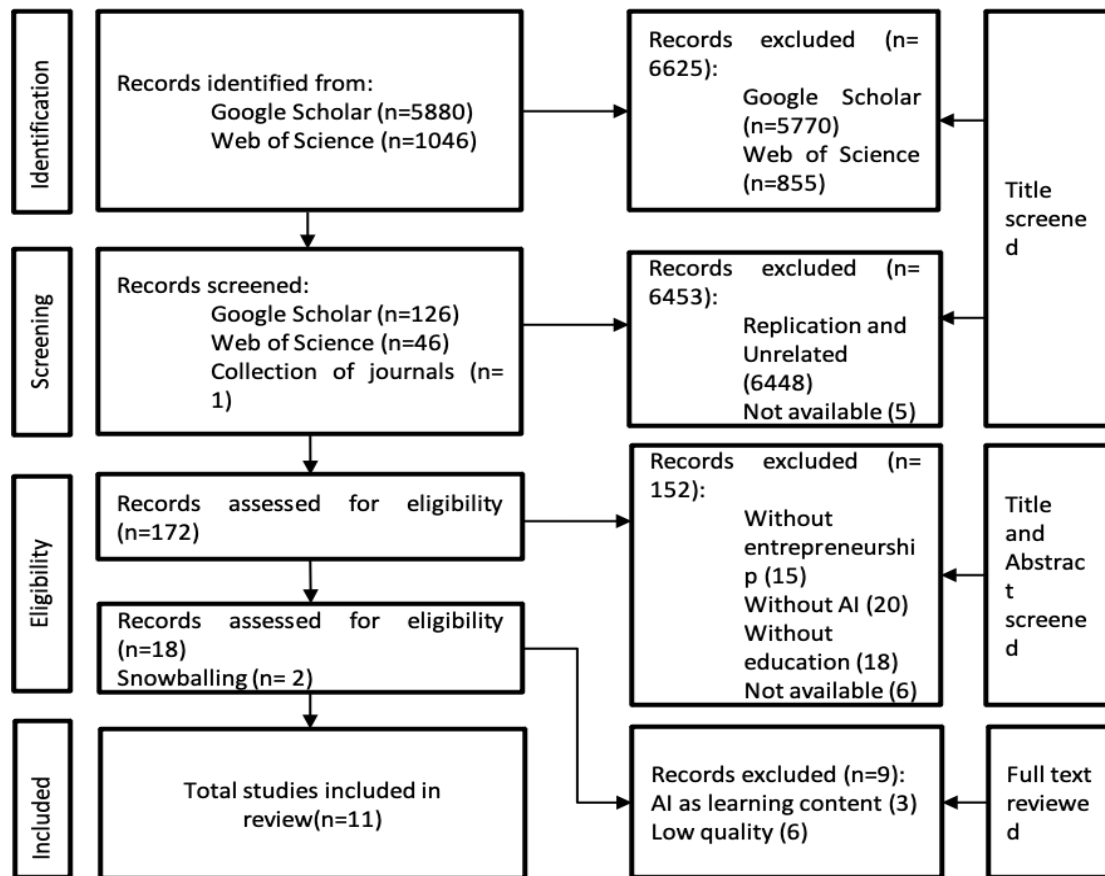 Identification
Records identified from:
Google Scholar (n=5880)
Web of Science (n=1046)
Records excluded (n=
6625):
Google Scholar
(n=5770)
Web of Science
(n=855)
Title
screene
d
Screening
Records screened:
Google Scholar (n=126)
Web of Science (n=46)
Collection of journals (n=
1)
Records excluded (n=
6453):
Replication and
Unrelated
(6448)
Not available (5)
Eligibility
Records assessed for eligibility
(n=172)
Records excluded (n=
152):
Without
entrepreneurshi
p (15)
Without AI (20)
Without
education (18)
Not available (6)
Title
and
Abstrac
t
screene
d
Records assessed for eligibility
(n=18)
Snowballing (n= 2)
Included
Total studies included in
review(n=11)
Records excluded (n=9):
AI as learning content (3)
Low quality (6)
Full text
reviewe
d